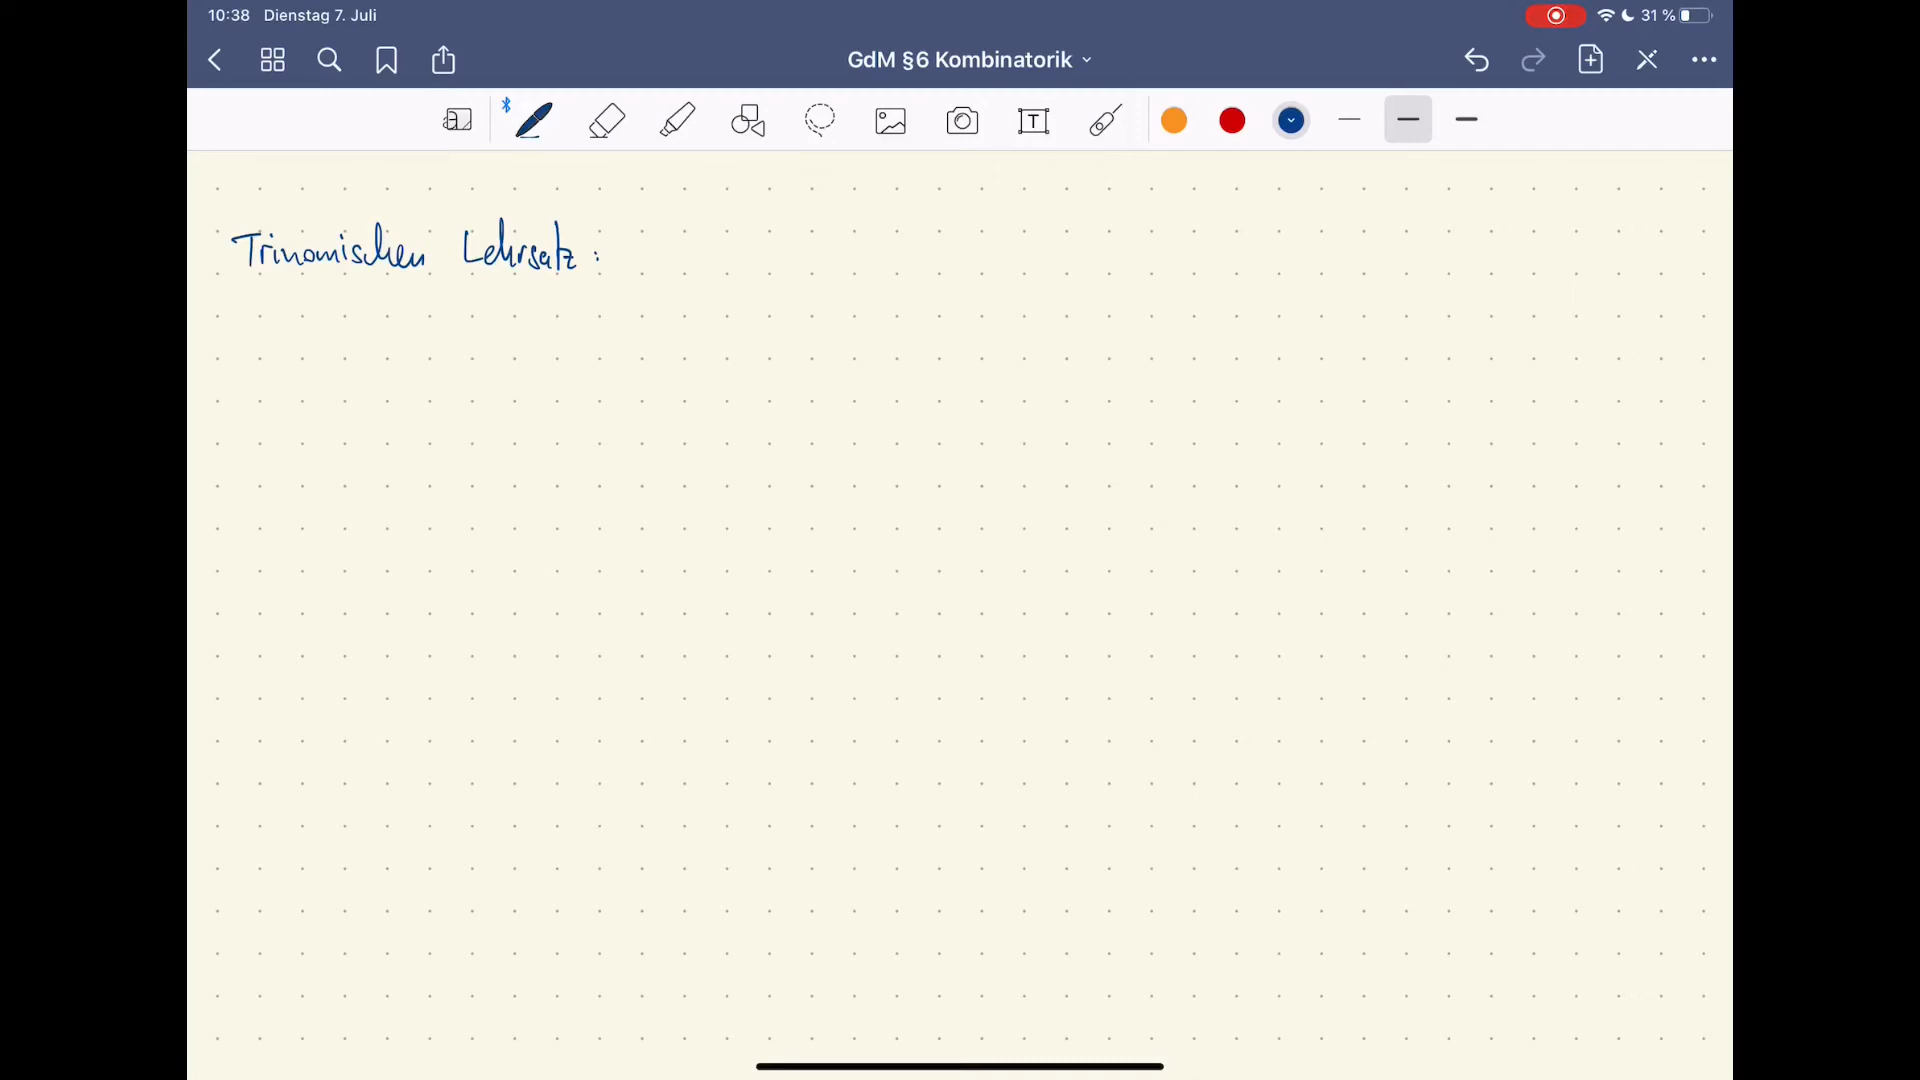 10:38 Dienstag 7. Juli 31 %
GdM §6 Kombinatorik
Trinomischen Lehrsatz: